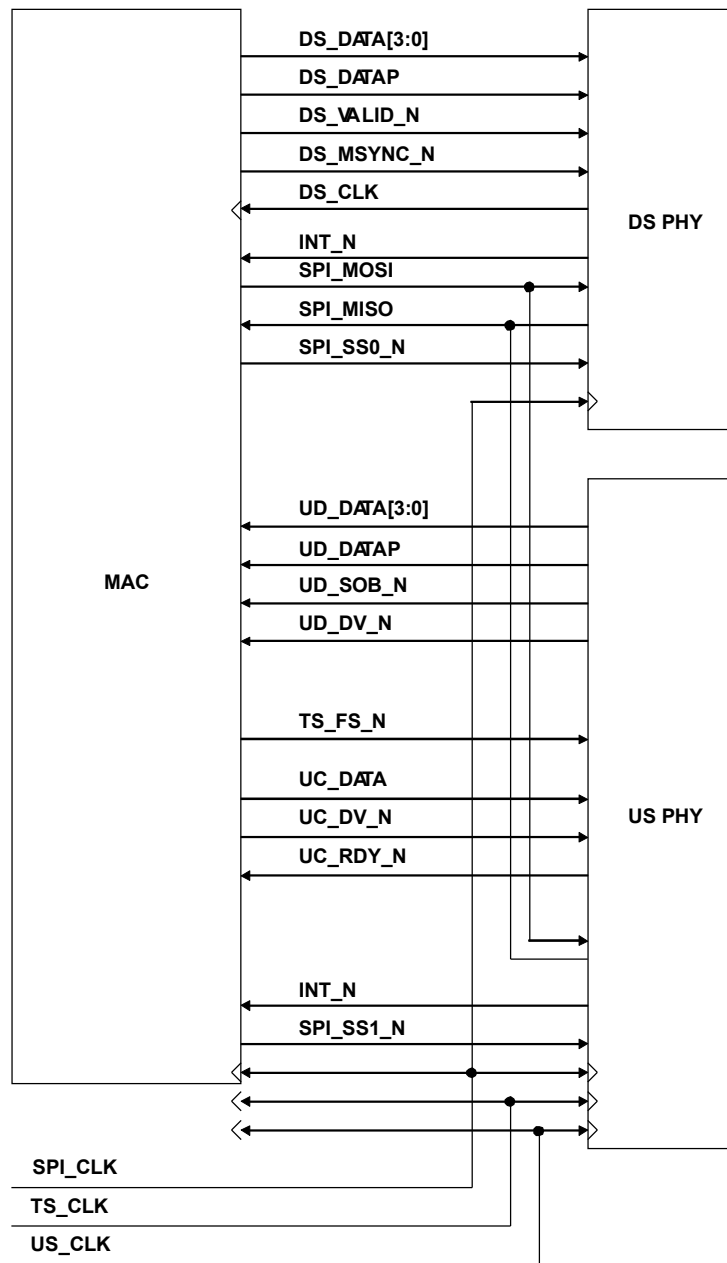 DS_DATA[3:0]
DS_DATAP
DS_VALID_N
DS_MSYNC_N
DS_CLK
DS PHY
INT_N
SPI_MOSI
SPI_MISO
SPI_SS0_N
UD_DATA[3:0]
UD_DATAP
MAC
UD_SOB_N
UD_DV_N
TS_FS_N
UC_DATA
UC_DV_N
US PHY
UC_RDY_N
INT_N
SPI_SS1_N
SPI_CLK
TS_CLK
US_CLK